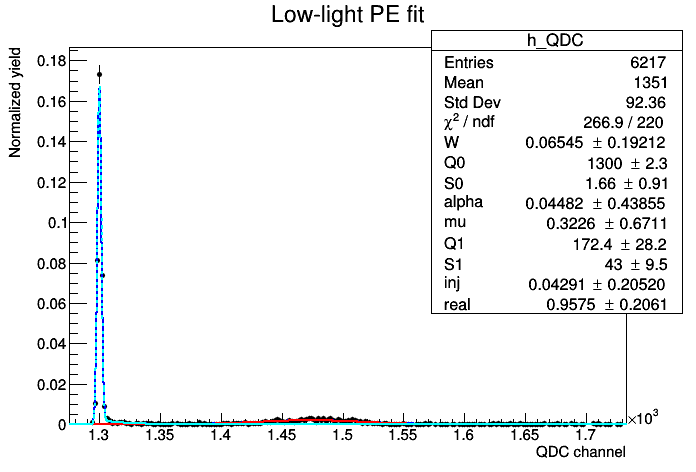 Low-light PE fit
h_QDC
Entries 6217
Mean 1351
Std Dev 92.36
χ² / ndf 266.9 / 220
W 0.06545 ± 0.19212
Q0 1300 ± 2.3
S0 1.66 ± 0.91
alpha 0.04482 ± 0.43855
mu 0.3226 ± 0.6711
Q1 172.4 ± 28.2
S1 43 ± 9.5
inj 0.04291 ± 0.20520
real 0.9575 ± 0.2061
Normalized yield
0.18
0.16
0.14
0.12
0.1
0.08
0.06
0.04
0.02
0
1.3 1.35 1.4 1.45 1.5 1.55 1.6 1.65 1.7
×10³
QDC channel